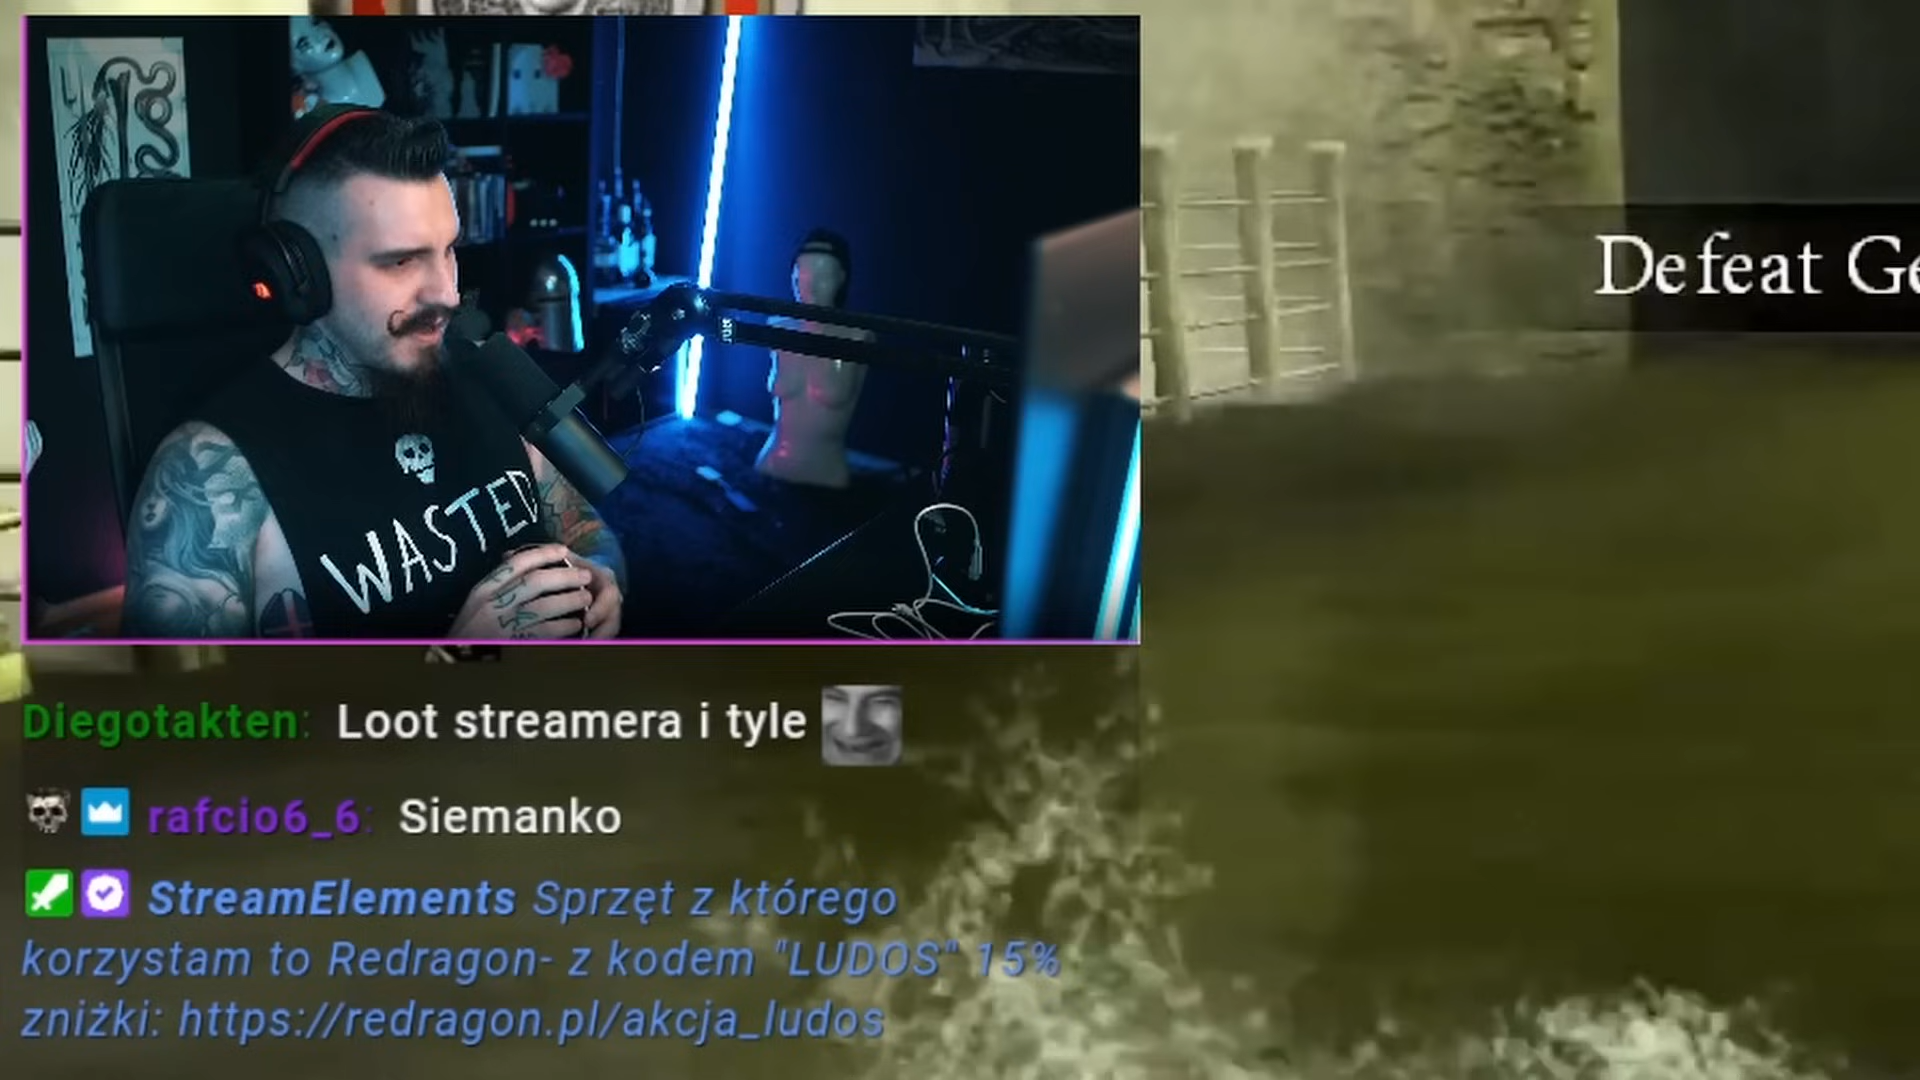 WASTED
Defeat Ge
Diegotakten: Loot streamera i tyle
rafcio6_6: Siemanko
StreamElements Sprzęt z którego
korzystam to Redragon- z kodem "LUDOS" 15%
zniżki: https://redragon.pl/akcja_ludos